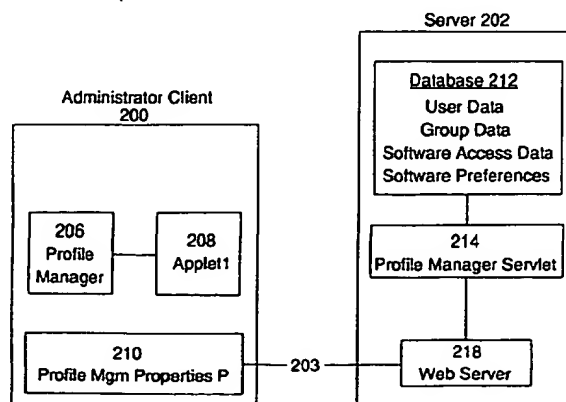 Server 202
Database 212
User Data
Group Data
Software Access Data
Software Preferences
Administrator Client
200
206
Profile
Manager
208
Applet1
214
Profile Manager Servlet
210
Profile Mgm Properties P
203
218
Web Server